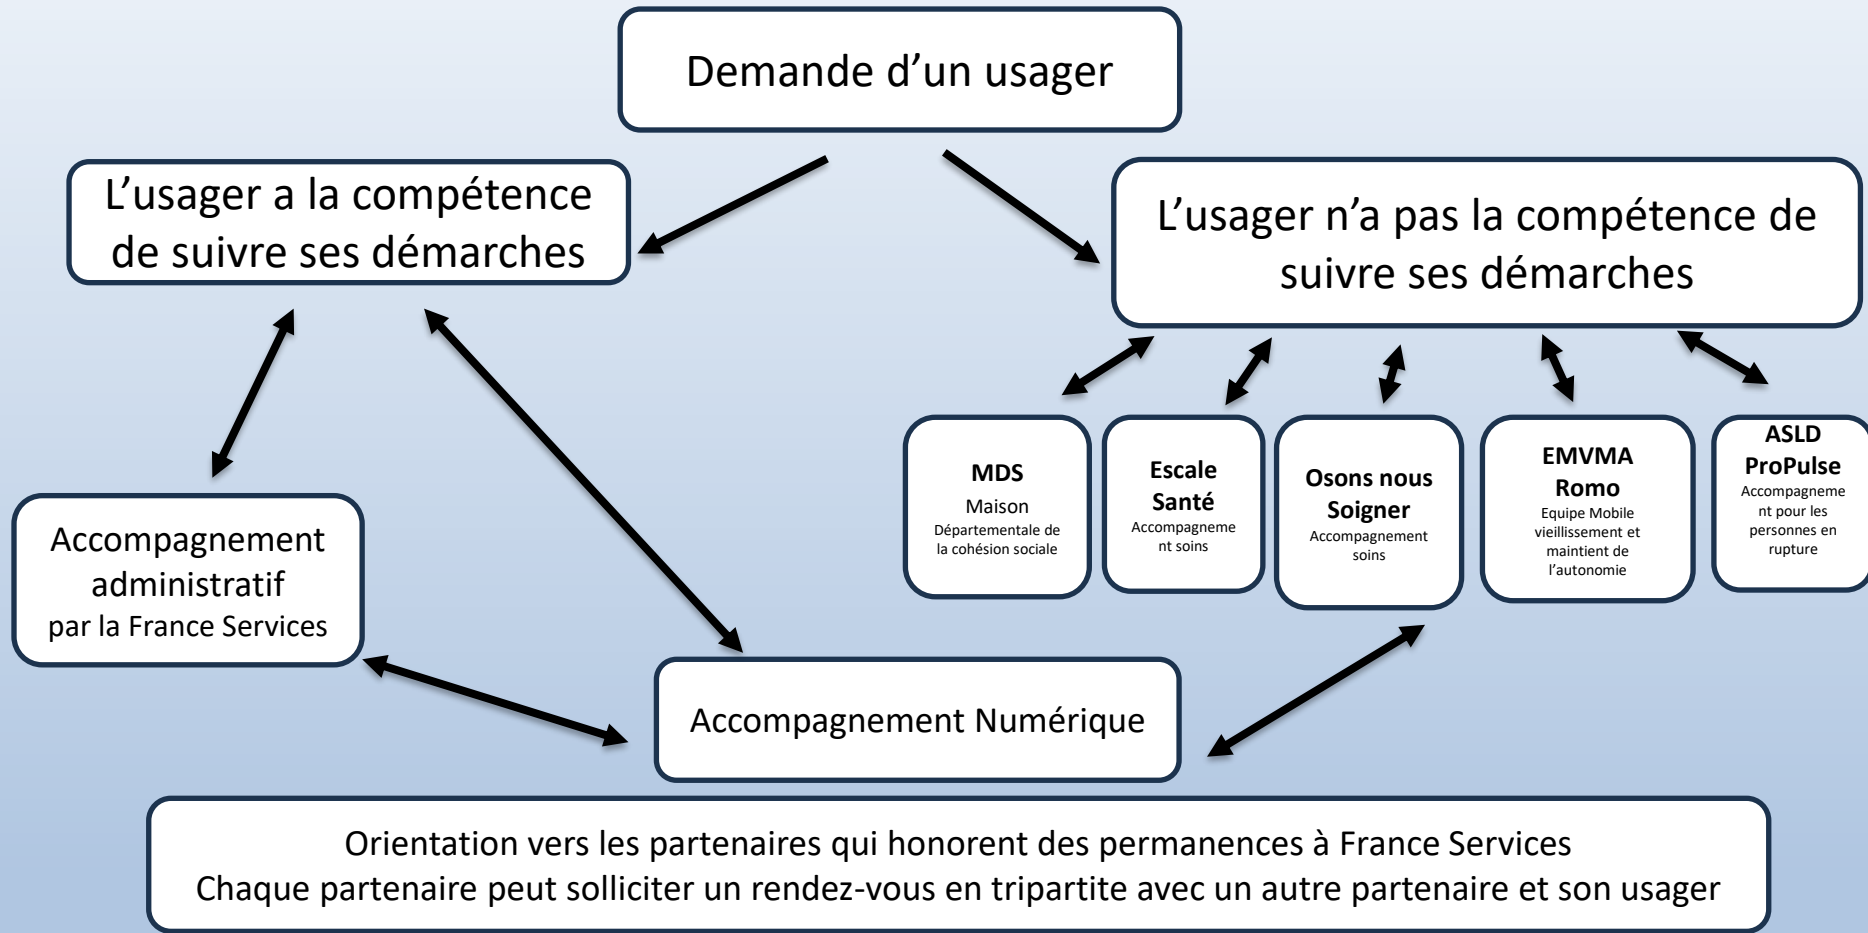 Demande d’un usager
L’usager a la compétence
de suivre ses démarches
L’usager n’a pas la compétence de
suivre ses démarches
MDS
Maison
Départementale de
la cohésion sociale
Escale
Santé
Accompagneme
nt soins
Osons nous
Soigner
Accompagnement
soins
EMVMA
Romo
Equipe Mobile
vieillissement et
maintient de
l’autonomie
ASLD
ProPulse
Accompagneme
nt pour les
personnes en
rupture
Accompagnement
administratif
par la France Services
Accompagnement Numérique
Orientation vers les partenaires qui honorent des permanences à France Services
Chaque partenaire peut solliciter un rendez-vous en tripartite avec un autre partenaire et son usager